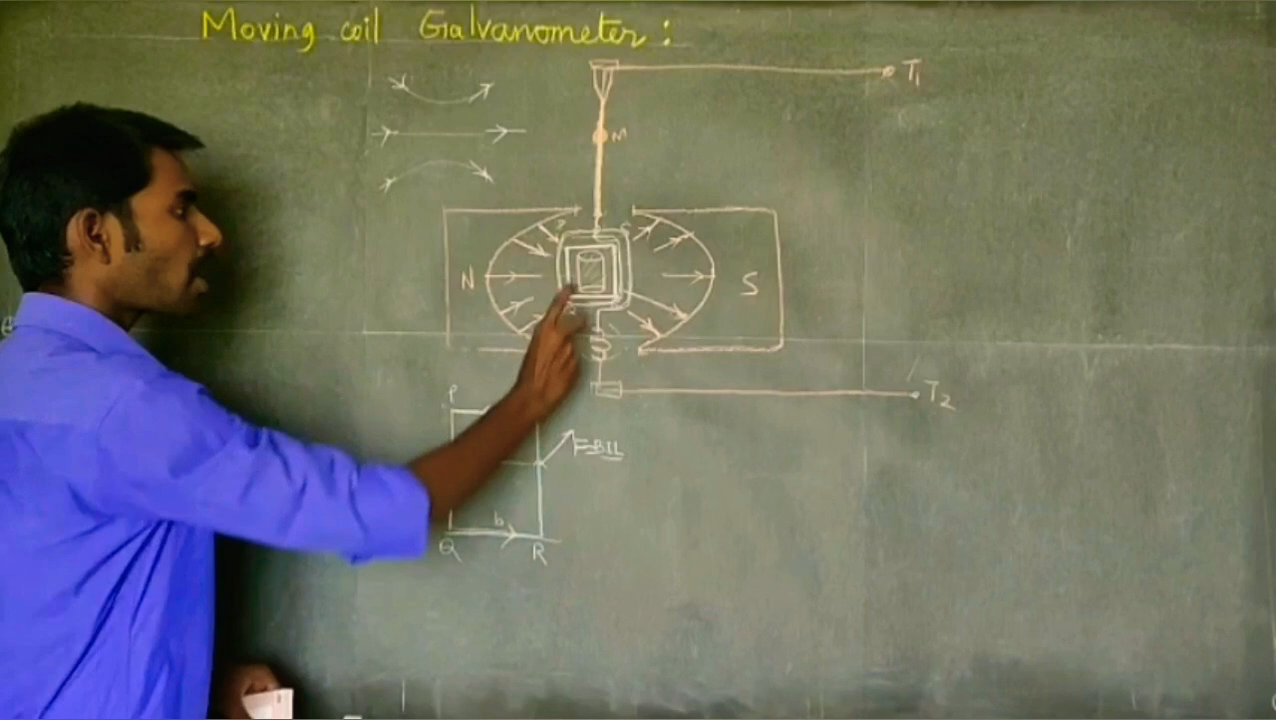 Moving coil Galvanometer :
T1
M
P S
N S
T2
P
F=BIL
b
Q R